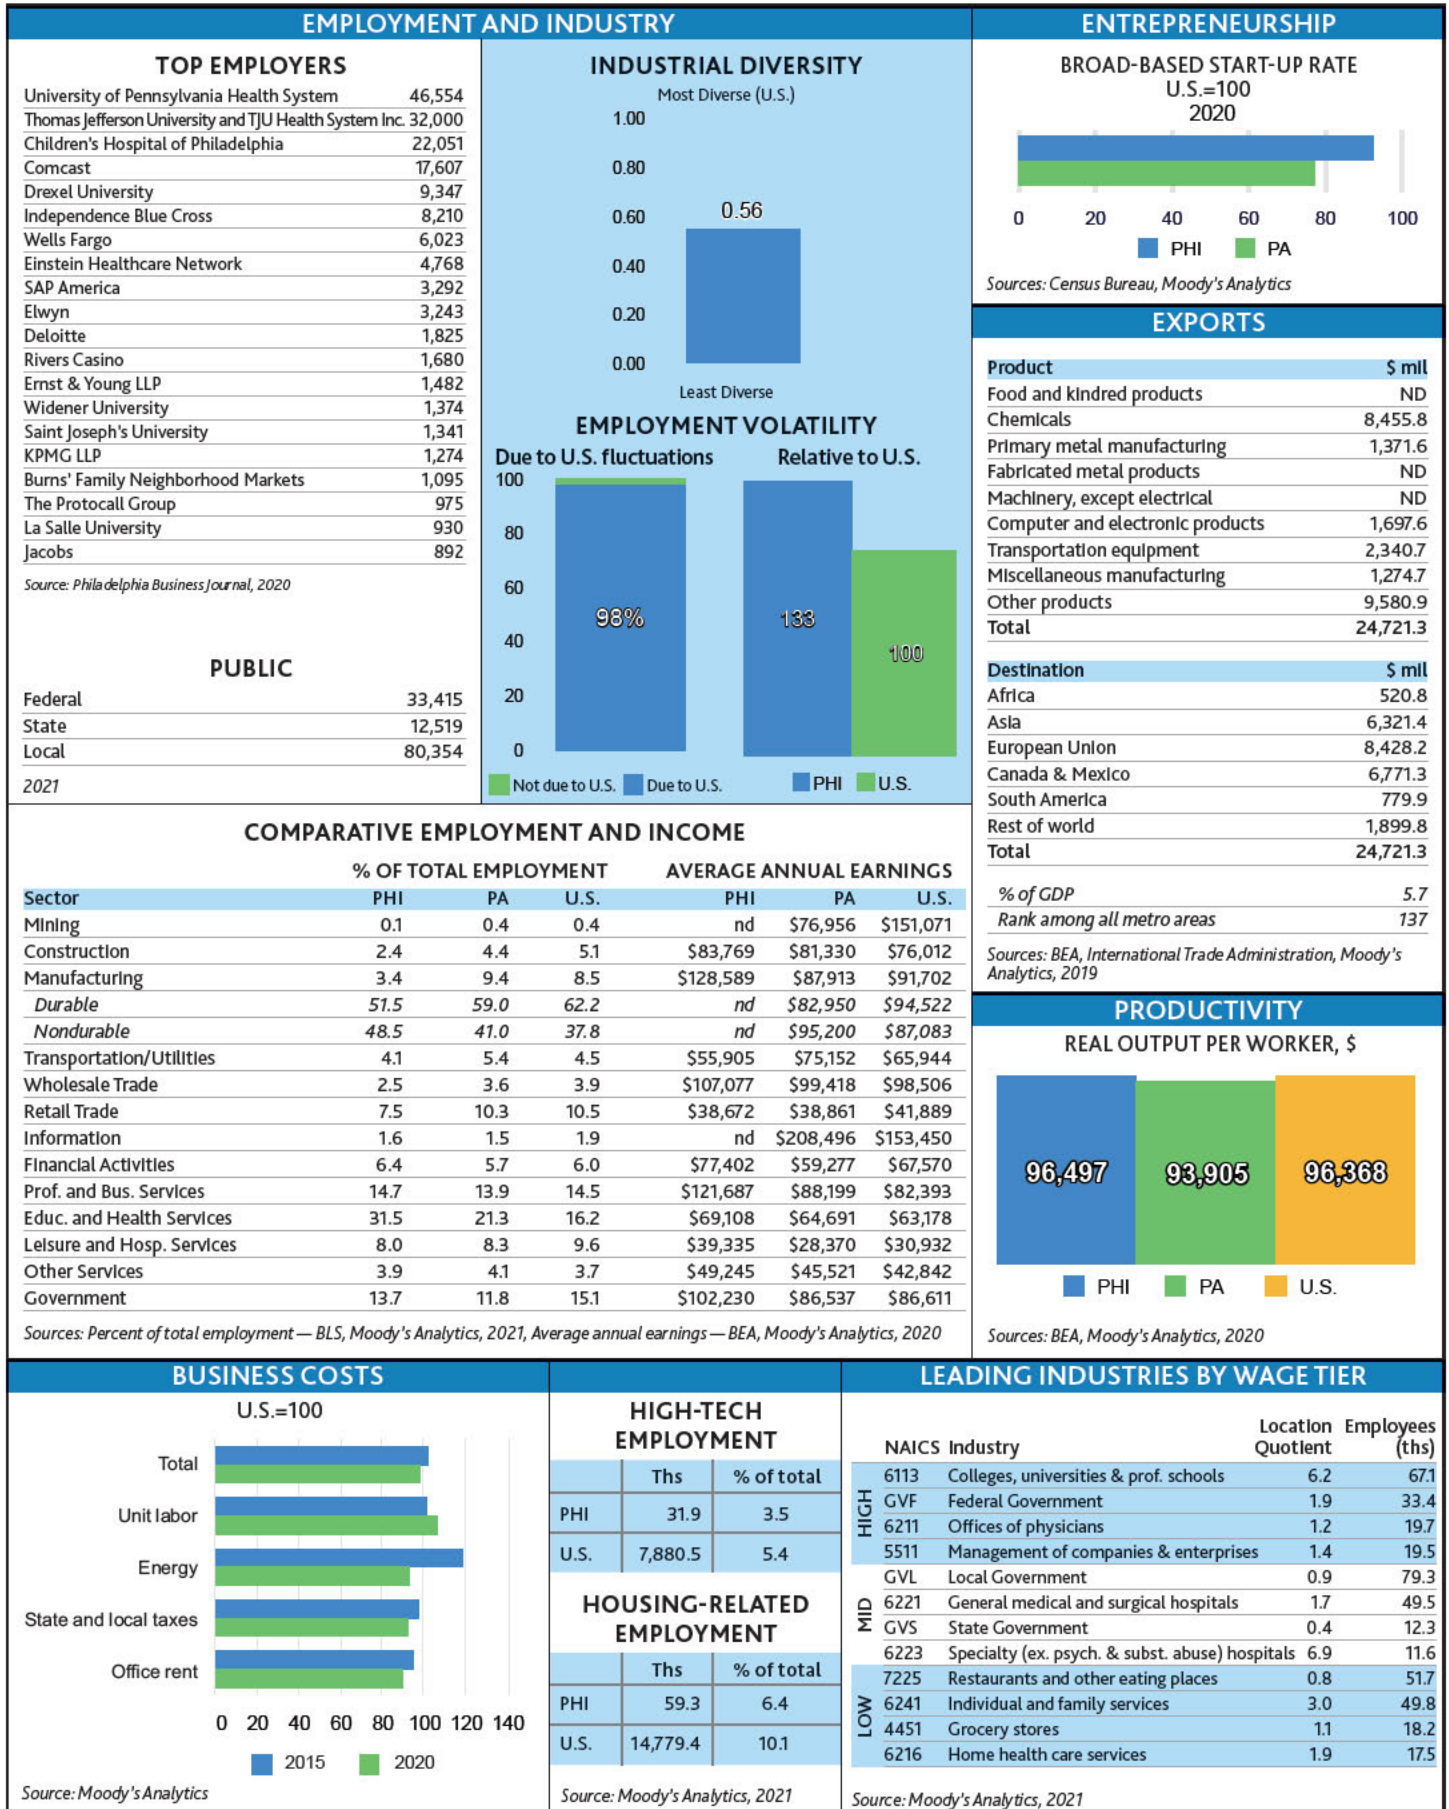 EMPLOYMENT AND INDUSTRY
TOP EMPLOYERS
University of Pennsylvania Health System 46,554
Thomas Jefferson University and TJU Health System Inc. 32,000
Children's Hospital of Philadelphia 22,051
Comcast 17,607
Drexel University 9,347
Independence Blue Cross 8,210
Wells Fargo 6,023
Einstein Healthcare Network 4,768
SAP America 3,292
Elwyn 3,243
Deloitte 1,825
Rivers Casino 1,680
Ernst & Young LLP 1,482
Widener University 1,374
Saint Joseph's University 1,341
KPMG LLP 1,274
Burns' Family Neighborhood Markets 1,095
The Protocall Group 975
La Salle University 930
Jacobs 892
Source: Philadelphia Business Journal, 2020
PUBLIC
Federal 33,415
State 12,519
Local 80,354
2021
INDUSTRIAL DIVERSITY
Most Diverse (U.S.)
1.00
0.80
0.60
0.40
0.20
0.00
0.56
Least Diverse
EMPLOYMENT VOLATILITY
Due to U.S. fluctuations Relative to U.S.
100
80
60
40
20
0
98%
133
100
Not due to U.S. Due to U.S. PHI U.S.
COMPARATIVE EMPLOYMENT AND INCOME
% OF TOTAL EMPLOYMENT AVERAGE ANNUAL EARNINGS
Sector PHI PA U.S. PHI PA U.S.
Mining 0.1 0.4 0.4 nd $76,956 $151,071
Construction 2.4 4.4 5.1 $83,769 $81,330 $76,012
Manufacturing 3.4 9.4 8.5 $128,589 $87,913 $91,702
Durable 51.5 59.0 62.2 nd $82,950 $94,522
Nondurable 48.5 41.0 37.8 nd $95,200 $87,083
Transportation/Utilities 4.1 5.4 4.5 $55,905 $75,152 $65,944
Wholesale Trade 2.5 3.6 3.9 $107,077 $99,418 $98,506
Retail Trade 7.5 10.3 10.5 $38,672 $38,861 $41,889
Information 1.6 1.5 1.9 nd $208,496 $153,450
Financial Activities 6.4 5.7 6.0 $77,402 $59,277 $67,570
Prof. and Bus. Services 14.7 13.9 14.5 $121,687 $88,199 $82,393
Educ. and Health Services 31.5 21.3 16.2 $69,108 $64,691 $63,178
Leisure and Hosp. Services 8.0 8.3 9.6 $39,335 $28,370 $30,932
Other Services 3.9 4.1 3.7 $49,245 $45,521 $42,842
Government 13.7 11.8 15.1 $102,230 $86,537 $86,611
Sources: Percent of total employment — BLS, Moody's Analytics, 2021, Average annual earnings — BEA, Moody's Analytics, 2020
ENTREPRENEURSHIP
BROAD-BASED START-UP RATE
U.S.=100
2020
0 20 40 60 80 100
PHI PA
Sources: Census Bureau, Moody's Analytics
EXPORTS
Product $ mil
Food and kindred products ND
Chemicals 8,455.8
Primary metal manufacturing 1,371.6
Fabricated metal products ND
Machinery, except electrical ND
Computer and electronic products 1,697.6
Transportation equipment 2,340.7
Miscellaneous manufacturing 1,274.7
Other products 9,580.9
Total 24,721.3
Destination $ mil
Africa 520.8
Asia 6,321.4
European Union 8,428.2
Canada & Mexico 6,771.3
South America 779.9
Rest of world 1,899.8
Total 24,721.3
% of GDP 5.7
Rank among all metro areas 137
Sources: BEA, International Trade Administration, Moody's
Analytics, 2019
PRODUCTIVITY
REAL OUTPUT PER WORKER, $
96,497 93,905 96,368
PHI PA U.S.
Sources: BEA, Moody's Analytics, 2020
BUSINESS COSTS
U.S.=100
Total
Unit labor
Energy
State and local taxes
Office rent
0 20 40 60 80 100 120 140
2015 2020
Source: Moody's Analytics
HIGH-TECH
EMPLOYMENT
Ths % of total
PHI 31.9 3.5
U.S. 7,880.5 5.4
HOUSING-RELATED
EMPLOYMENT
Ths % of total
PHI 59.3 6.4
U.S. 14,779.4 10.1
Source: Moody's Analytics, 2021
LEADING INDUSTRIES BY WAGE TIER
Location Employees
NAICS Industry Quotient (ths)
HIGH
6113 Colleges, universities & prof. schools 6.2 67.1
GVF Federal Government 1.9 33.4
6211 Offices of physicians 1.2 19.7
5511 Management of companies & enterprises 1.4 19.5
MID
GVL Local Government 0.9 79.3
6221 General medical and surgical hospitals 1.7 49.5
GVS State Government 0.4 12.3
6223 Specialty (ex. psych. & subst. abuse) hospitals 6.9 11.6
LOW
7225 Restaurants and other eating places 0.8 51.7
6241 Individual and family services 3.0 49.8
4451 Grocery stores 1.1 18.2
6216 Home health care services 1.9 17.5
Source: Moody's Analytics, 2021